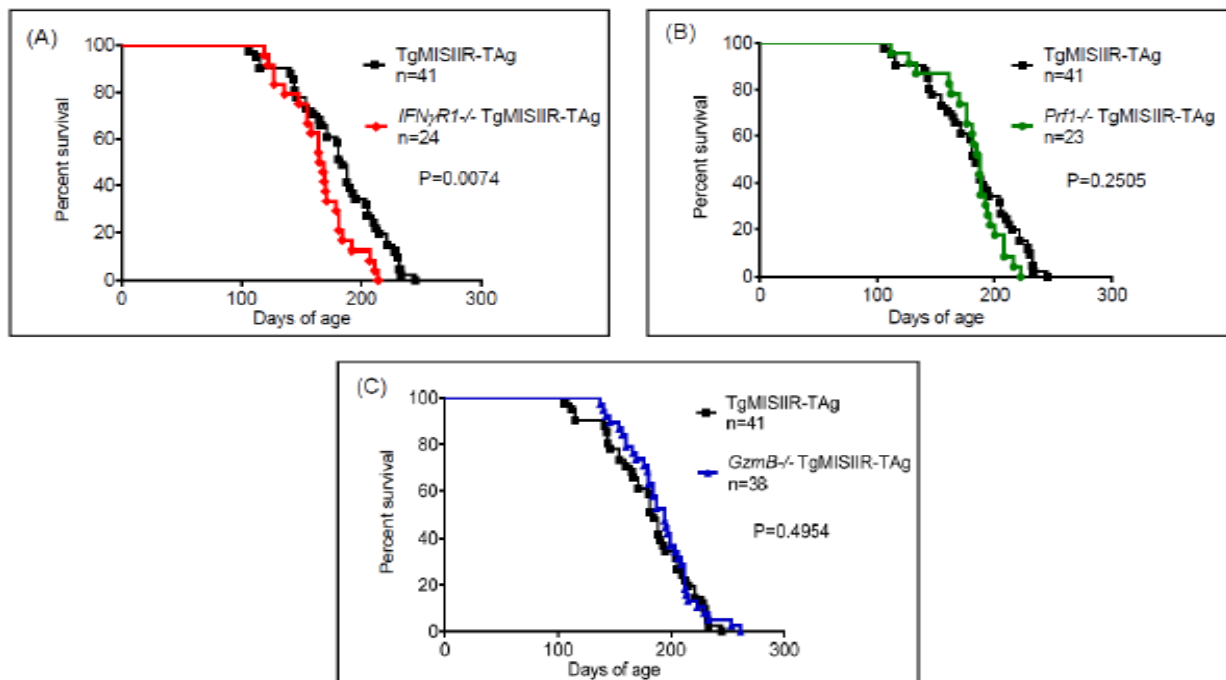 (A)
TgMISIIR-TAg
n=41
IFNγR1-/- TgMISIIR-TAg
n=24
P=0.0074
Percent survival
100
80
60
40
20
0
0 100 200 300
Days of age
(B)
TgMISIIR-TAg
n=41
Prf1-/- TgMISIIR-TAg
n=23
P=0.2505
Percent survival
100
80
60
40
20
0
0 100 200 300
Days of age
(C)
TgMISIIR-TAg
n=41
GzmB-/- TgMISIIR-TAg
n=38
P=0.4954
Percent survival
100
80
60
40
20
0
0 100 200 300
Days of age